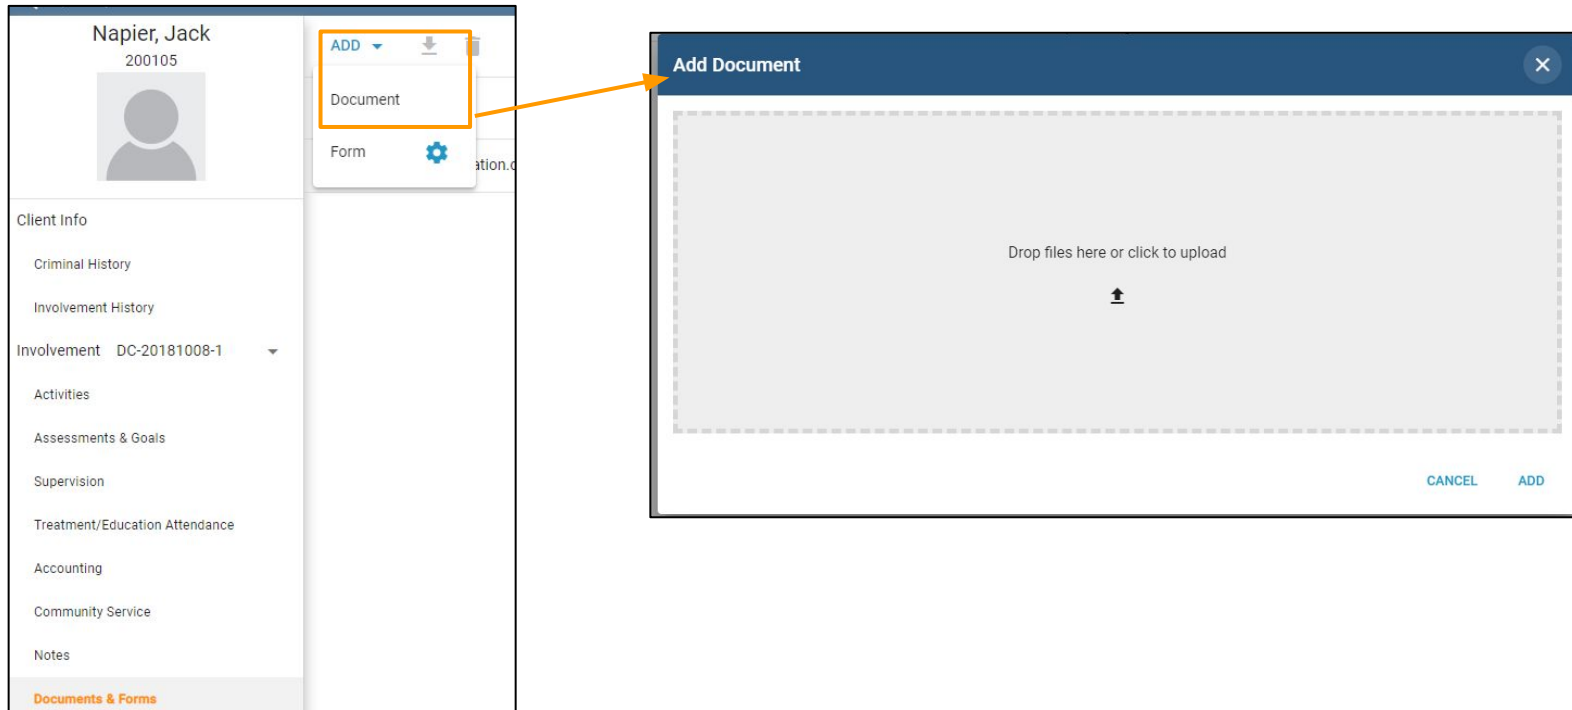 Napier, Jack
200105
Client Info
Criminal History
Involvement History
Involvement DC-20181008-1
Activities
Assessments & Goals
Supervision
Treatment/Education Attendance
Accounting
Community Service
Notes
Documents & Forms
ADD
Document
Form
ation.c
Add Document
Drop files here or click to upload
CANCEL ADD